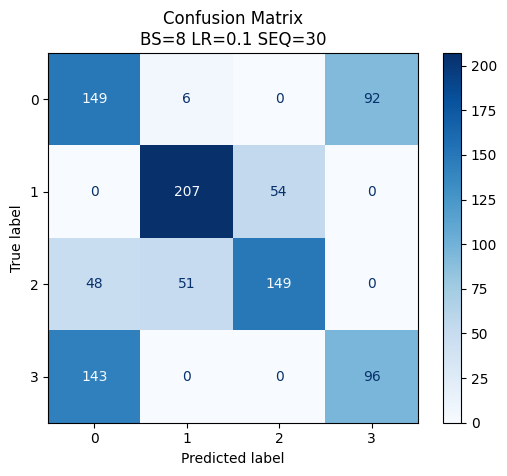 Confusion Matrix
BS=8 LR=0.1 SEQ=30
0 149 6 0 92
1 0 207 54 0
2 48 51 149 0
3 143 0 0 96
0 1 2 3
True label
Predicted label
200
175
150
125
100
75
50
25
0